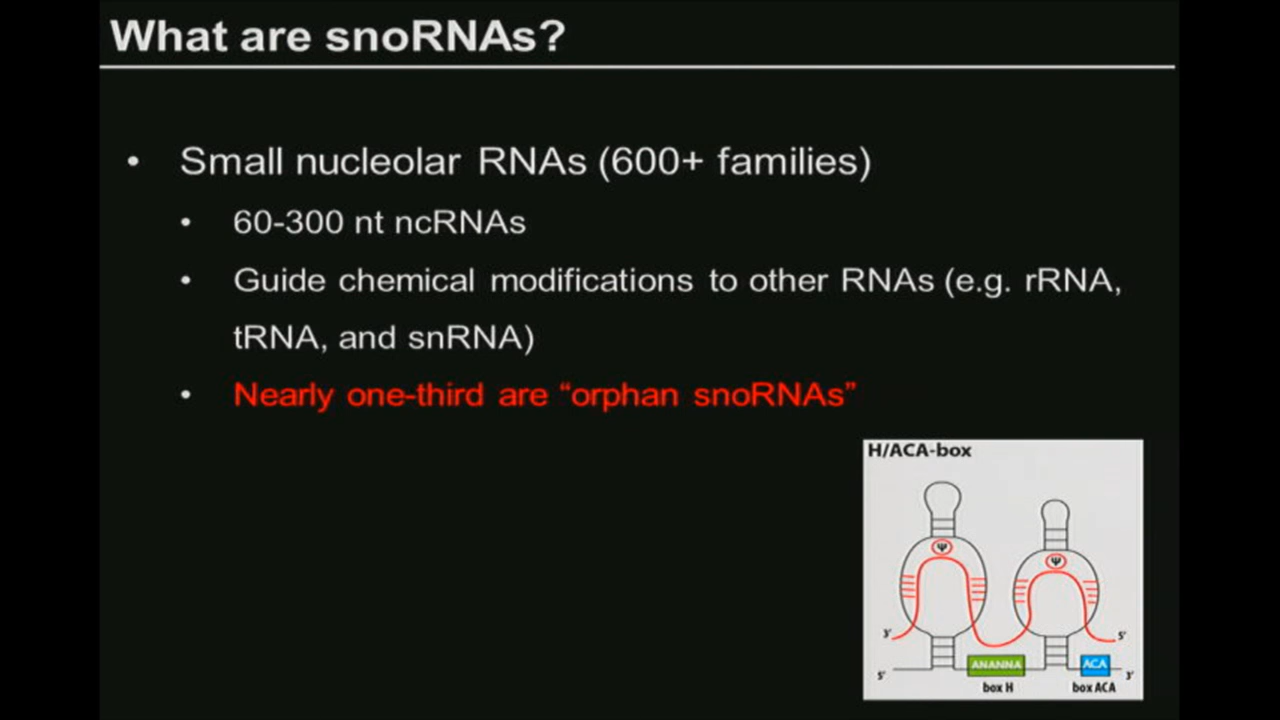 What are snoRNAs?
• Small nucleolar RNAs (600+ families)
• 60-300 nt ncRNAs
• Guide chemical modifications to other RNAs (e.g. rRNA,
tRNA, and snRNA)
• Nearly one-third are “orphan snoRNAs”
H/ACA-box
Ψ
Ψ
3′
5′
5′
ANANNA
ACA
3′
box H
box ACA